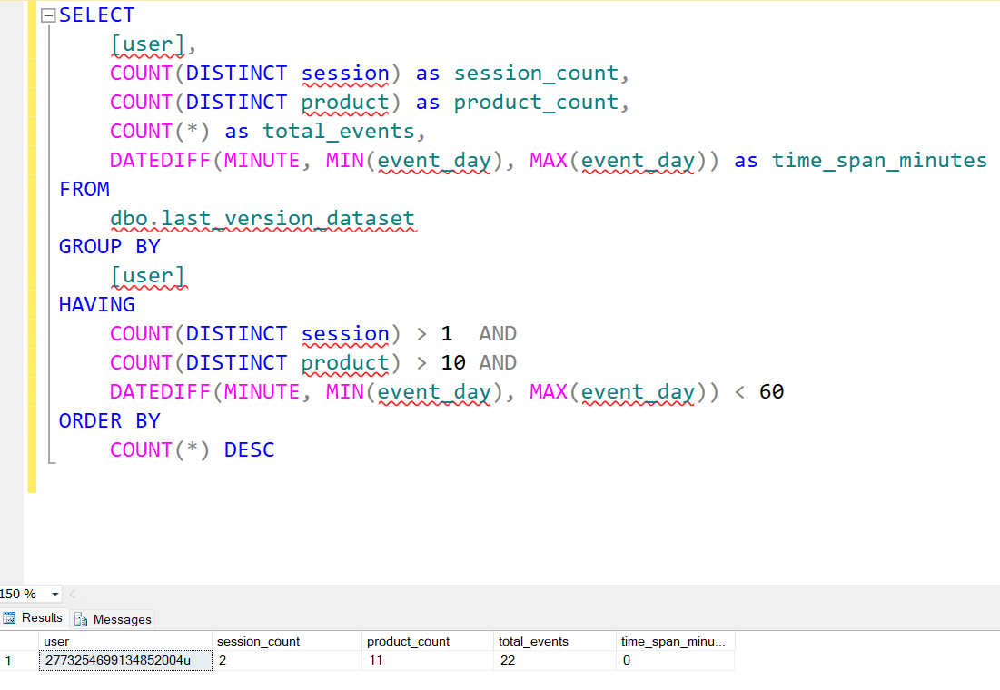 SELECT
[user],
COUNT(DISTINCT session) as session_count,
COUNT(DISTINCT product) as product_count,
COUNT(*) as total_events,
DATEDIFF(MINUTE, MIN(event_day), MAX(event_day)) as time_span_minutes
FROM
dbo.last_version_dataset
GROUP BY
[user]
HAVING
COUNT(DISTINCT session) > 1 AND
COUNT(DISTINCT product) > 10 AND
DATEDIFF(MINUTE, MIN(event_day), MAX(event_day)) < 60
ORDER BY
COUNT(*) DESC
150 %
Results Messages
user session_count product_count total_events time_span_minu...
1 2773254699134852004u 2 11 22 0